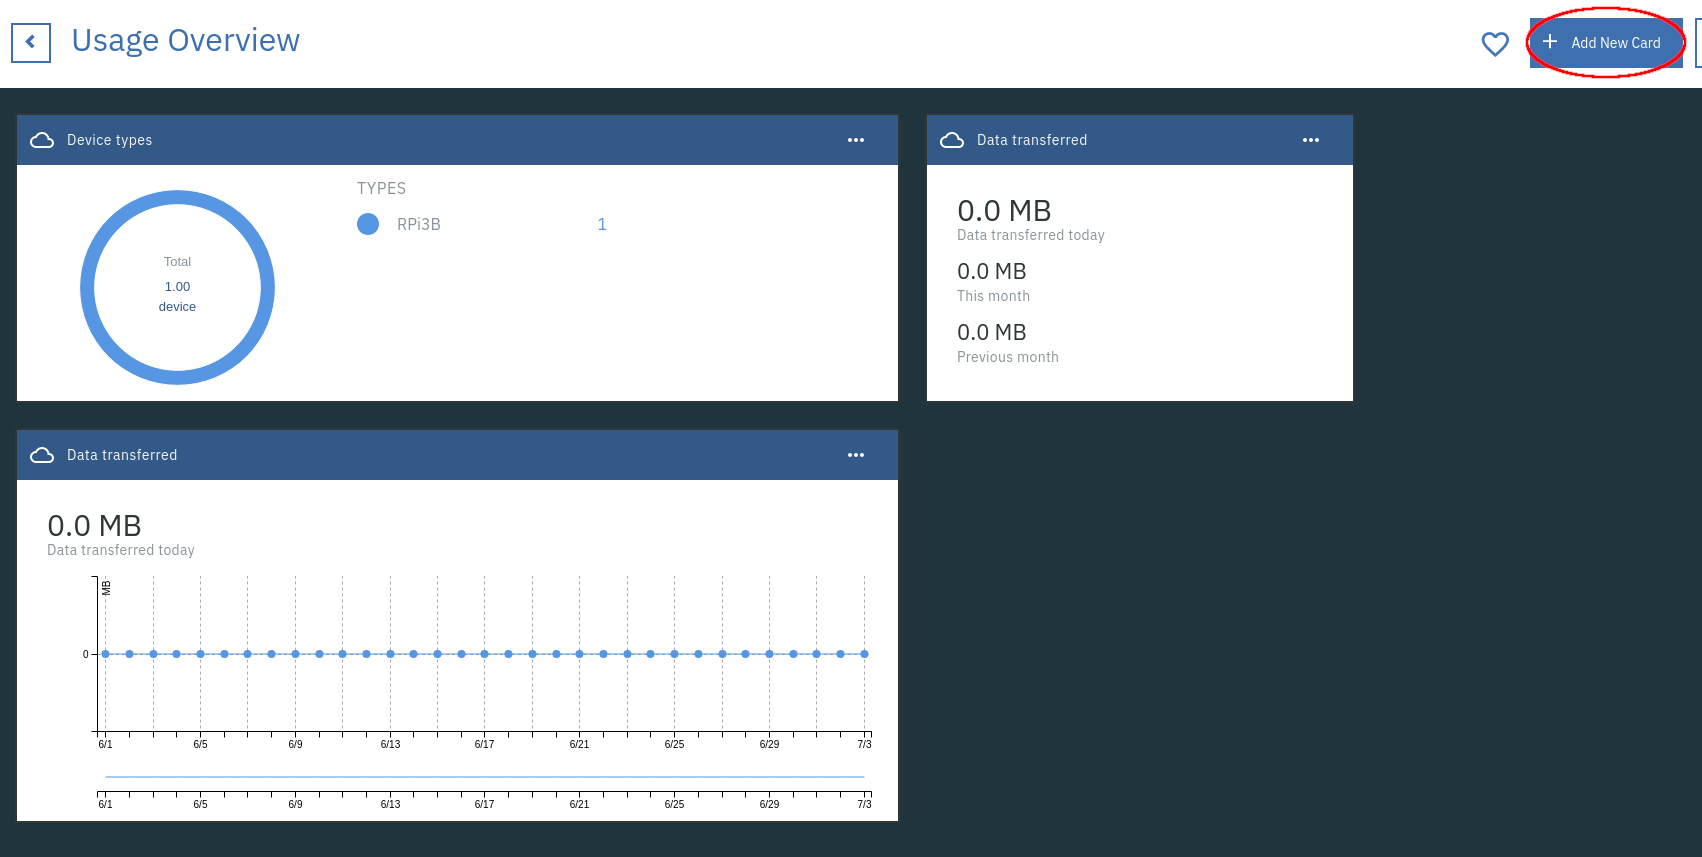 Usage Overview
Add New Card
Device types
TYPES
RPi3B 1
Total
1.00
device
Data transferred
0.0 MB
Data transferred today
0.0 MB
This month
0.0 MB
Previous month
Data transferred
0.0 MB
Data transferred today
MB
0
6/1 6/5 6/9 6/13 6/17 6/21 6/25 6/29 7/3
6/1 6/5 6/9 6/13 6/17 6/21 6/25 6/29 7/3